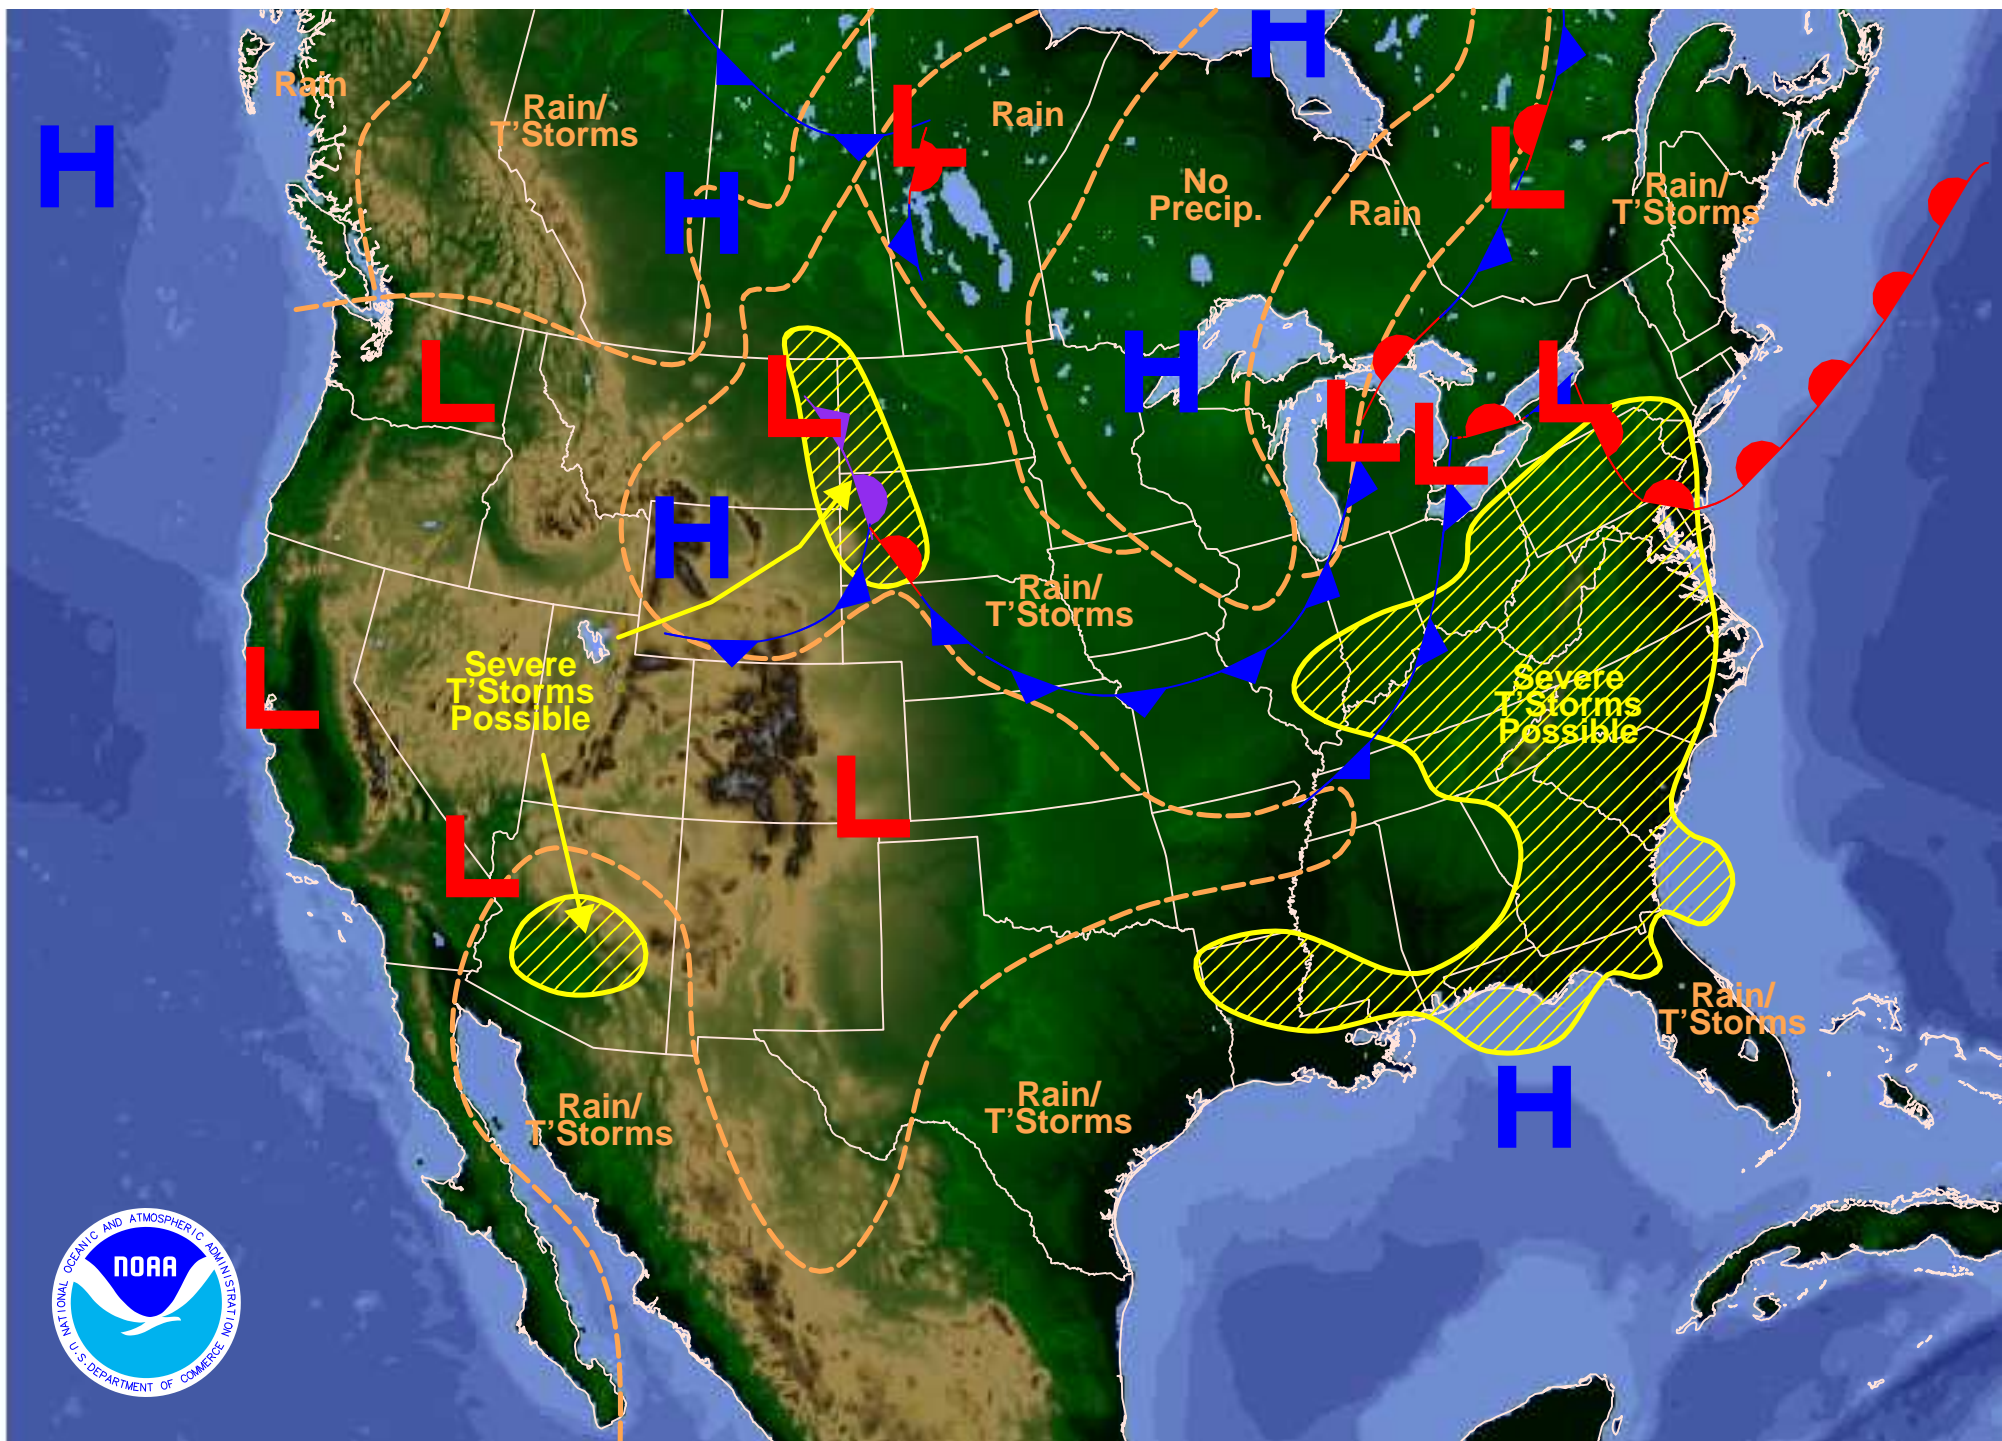 H
Rain
H
Rain/
T'Storms
L
Rain
No
Precip.
Rain
L
Rain/
T'Storms
H
H
L
L
H
L
L
L
H
Rain/
T'Storms
L
Severe
T'Storms
Possible
Severe
T'Storms
Possible
L
L
Rain/
T'Storms
Rain/
T'Storms
Rain/
T'Storms
H
NATIONAL OCEANIC AND ATMOSPHERIC ADMINISTRATION
NOAA
U.S. DEPARTMENT OF COMMERCE